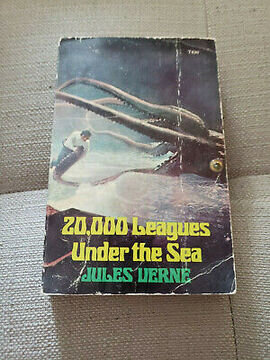 20,000 Leagues
Under the Sea
JULES VERNE